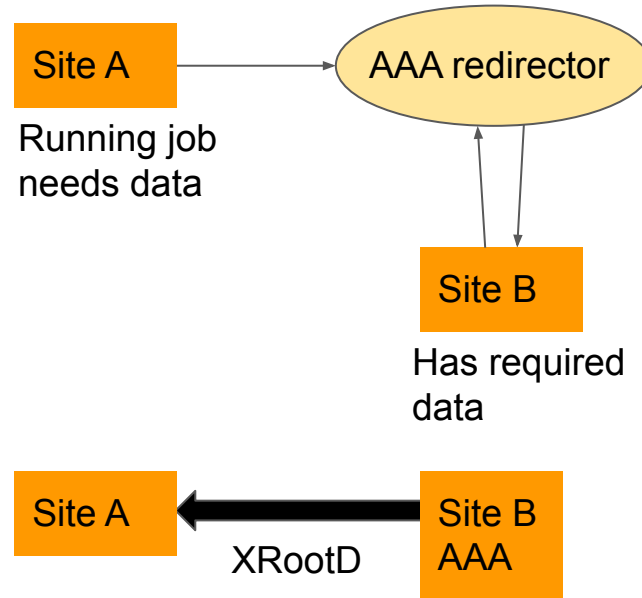 Site A
AAA redirector
Running job
needs data
Site B
Has required
data
Site A
XRootD
Site B
AAA